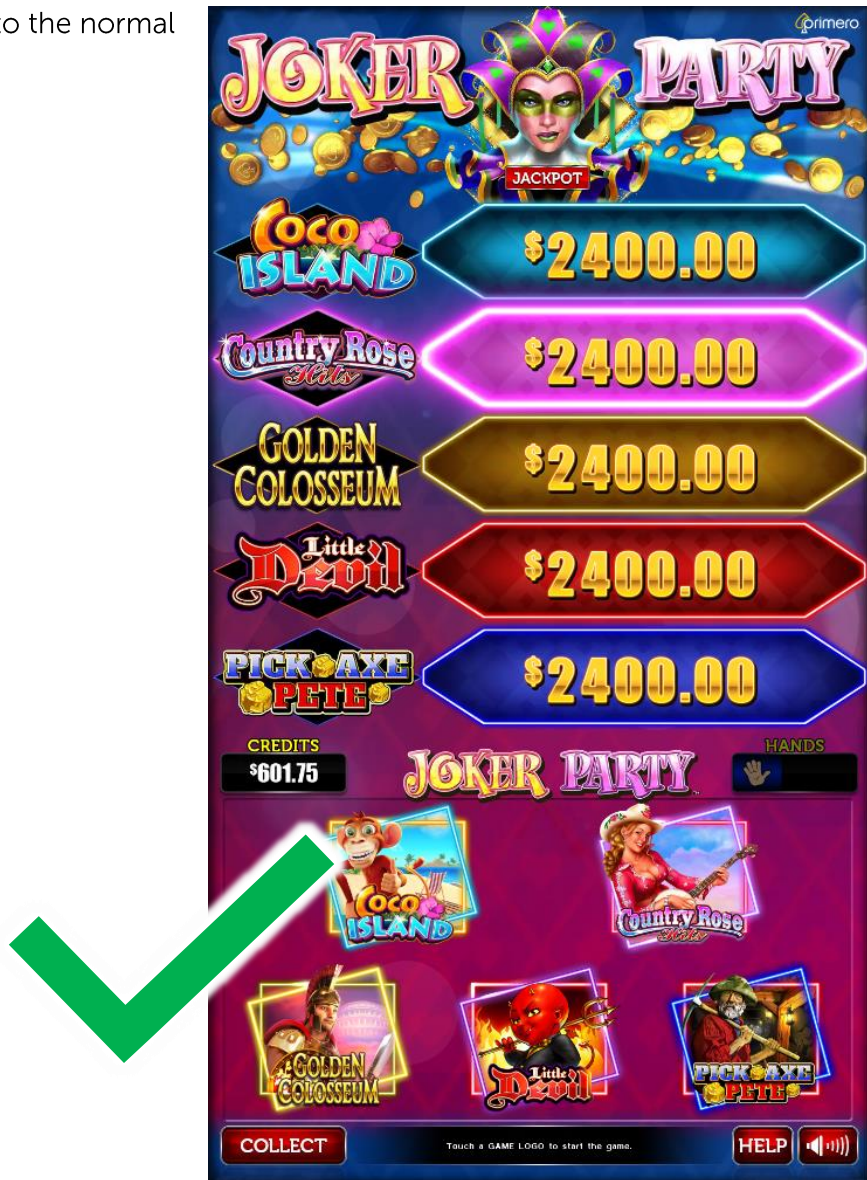 to the normal
primero
JOKER PARTY
JACKPOT
COCO ISLAND
$2400.00
Country Rose Hits
$2400.00
GOLDEN COLOSSEUM
$2400.00
Little Devil
$2400.00
PICK AXE PETE
$2400.00
CREDITS
$601.75
JOKER PARTY
HANDS
COCO ISLAND
Country Rose Hits
GOLDEN COLOSSEUM
Little Devil
PICK AXE PETE
COLLECT
Touch a GAME LOGO to start the game.
HELP